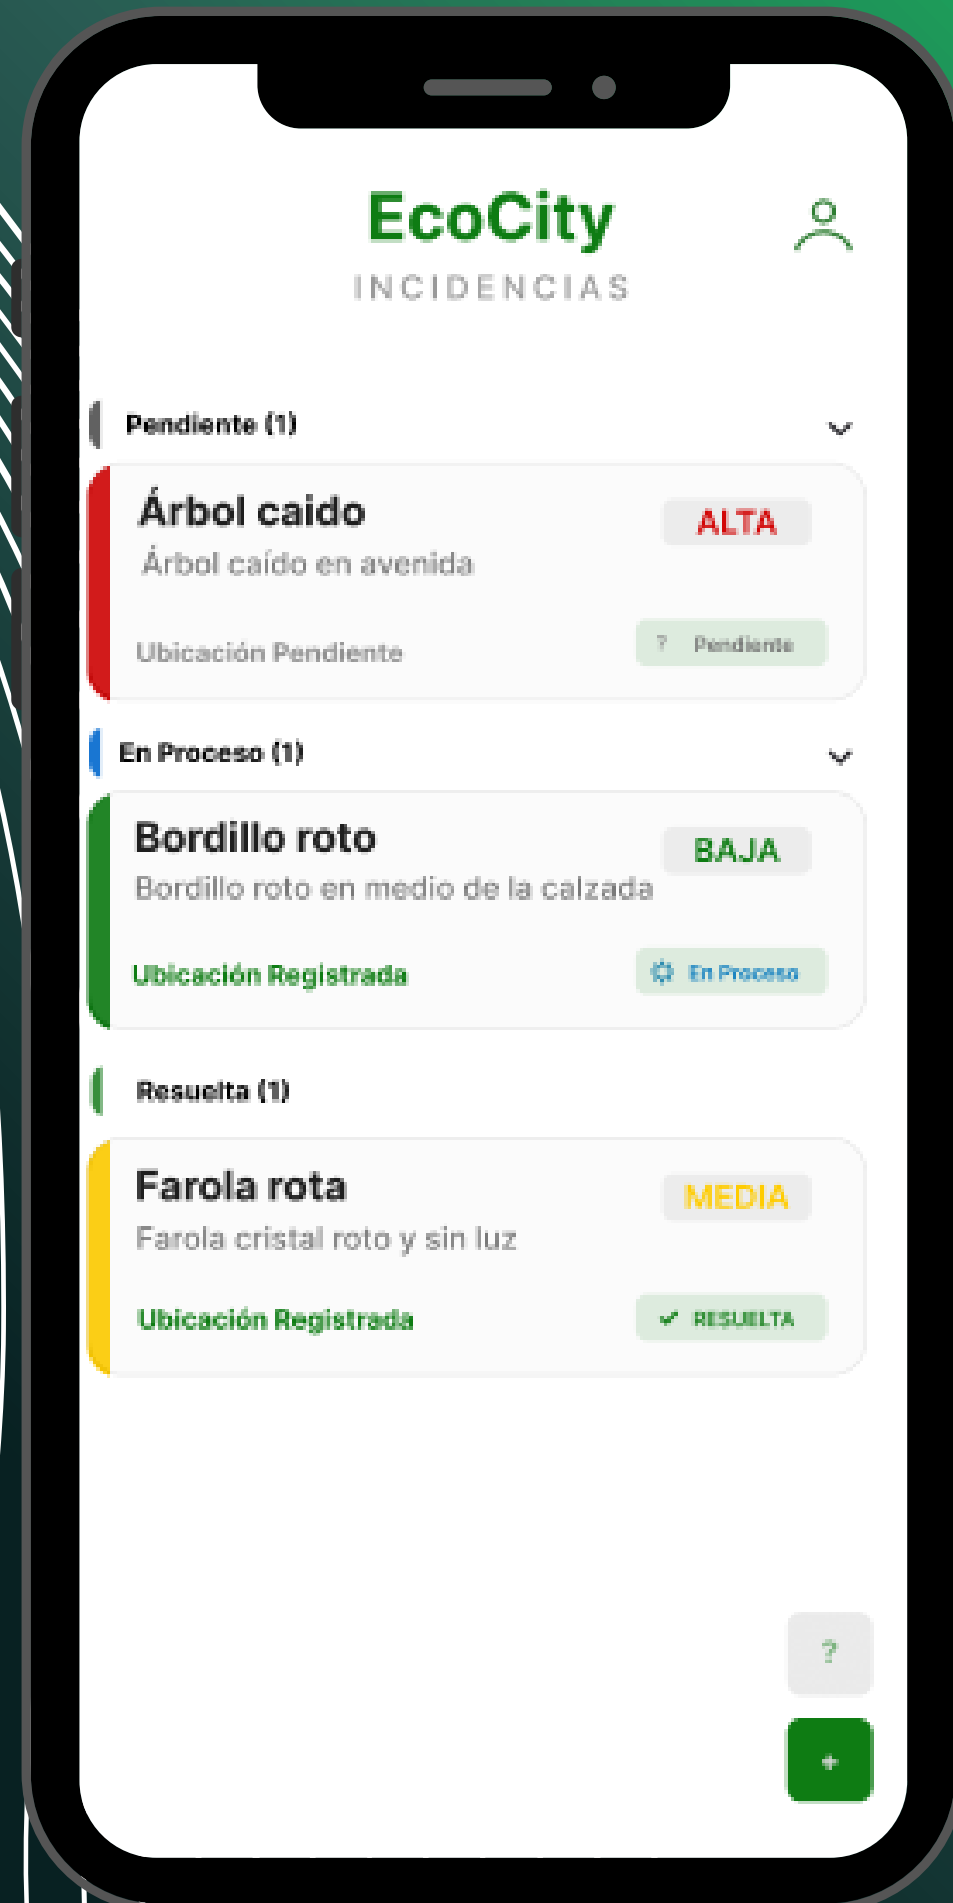 EcoCity
INCIDENCIAS
Pendiente (1)
Árbol caido
ALTA
Árbol caído en avenida
Ubicación Pendiente
? Pendiente
En Proceso (1)
Bordillo roto
BAJA
Bordillo roto en medio de la calzada
Ubicación Registrada
En Proceso
Resuelta (1)
Farola rota
MEDIA
Farola cristal roto y sin luz
Ubicación Registrada
RESUELTA
?
+